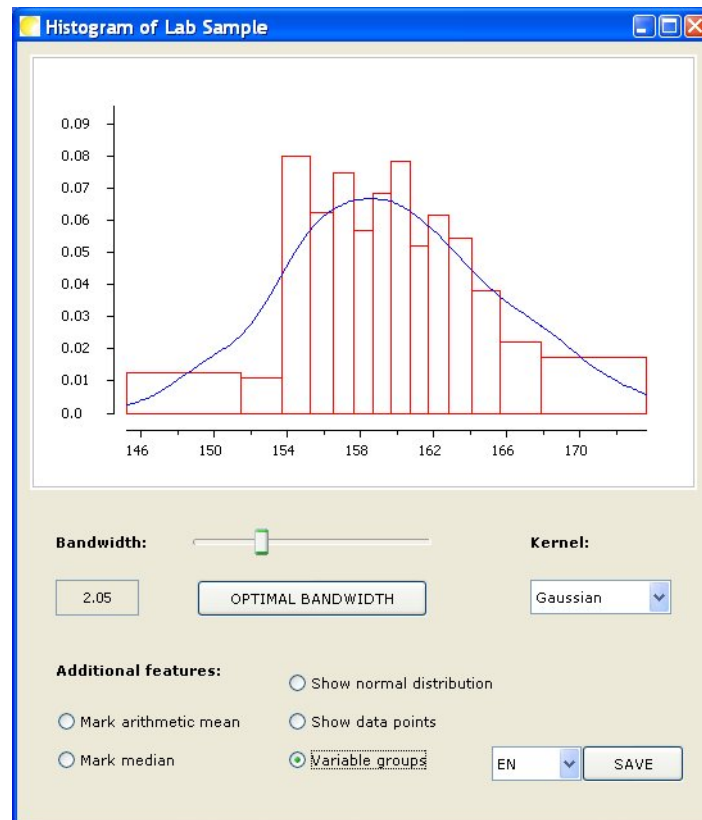 Histogram of Lab Sample
0.09
0.08
0.07
0.06
0.05
0.04
0.03
0.02
0.01
0.0
146 150 154 158 162 166 170
Bandwidth: Kernel:
2.05 OPTIMAL BANDWIDTH Gaussian
Additional features:
Show normal distribution
Mark arithmetic mean Show data points
Mark median Variable groups EN SAVE